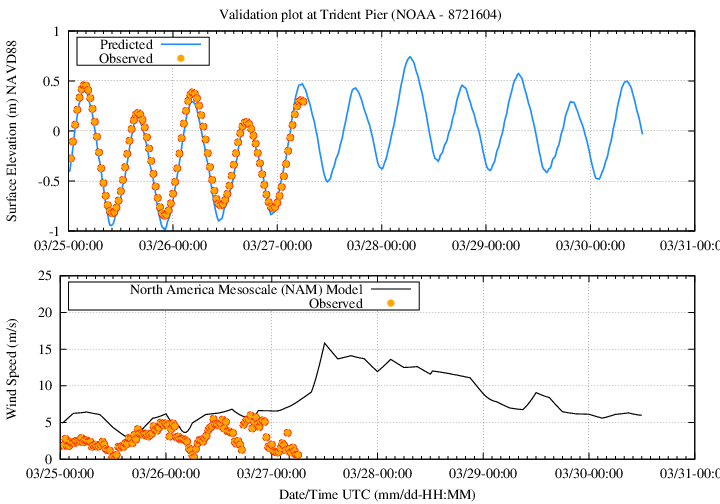 Validation plot at Trident Pier (NOAA - 8721604)
Predicted
Observed
Surface Elevation (m) NAVD88
1
0.5
0
-0.5
-1
03/25-00:00 03/26-00:00 03/27-00:00 03/28-00:00 03/29-00:00 03/30-00:00 03/31-00:00
North America Mesoscale (NAM) Model
Observed
Wind Speed (m/s)
25
20
15
10
5
0
03/25-00:00 03/26-00:00 03/27-00:00 03/28-00:00 03/29-00:00 03/30-00:00 03/31-00:00
Date/Time UTC (mm/dd-HH:MM)